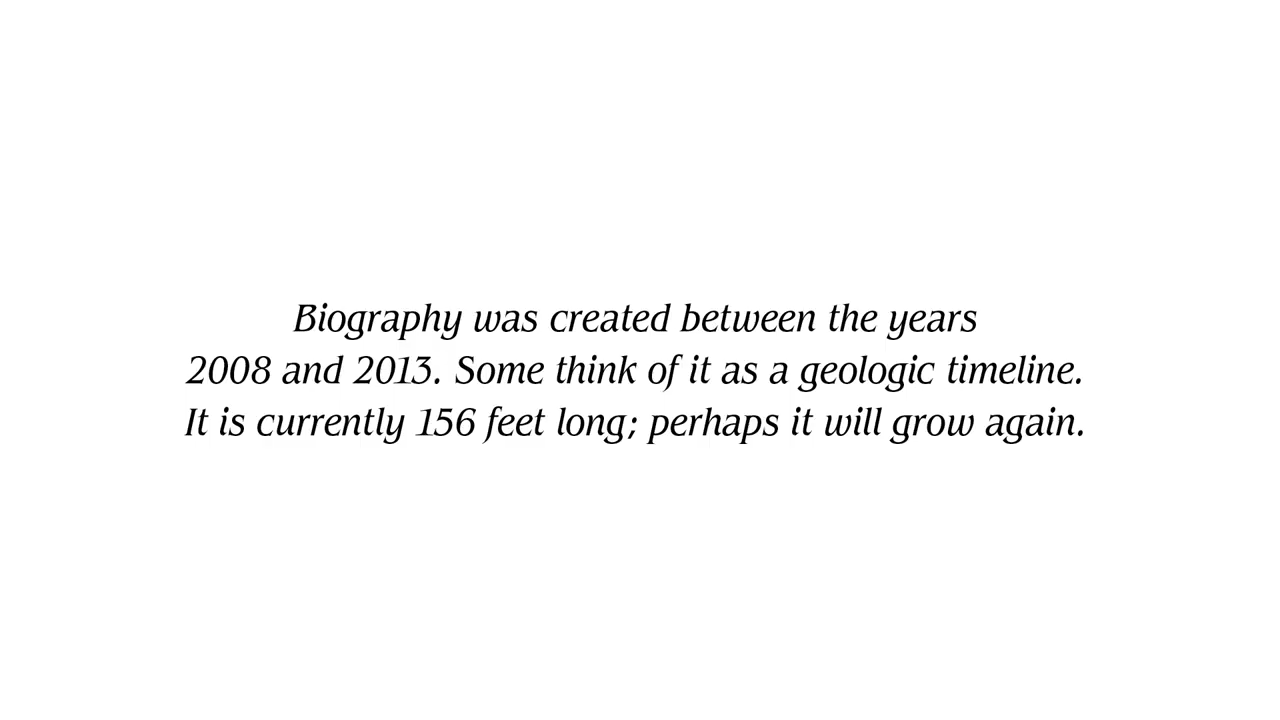 Biography was created between the years
2008 and 2013. Some think of it as a geologic timeline.
It is currently 156 feet long; perhaps it will grow again.